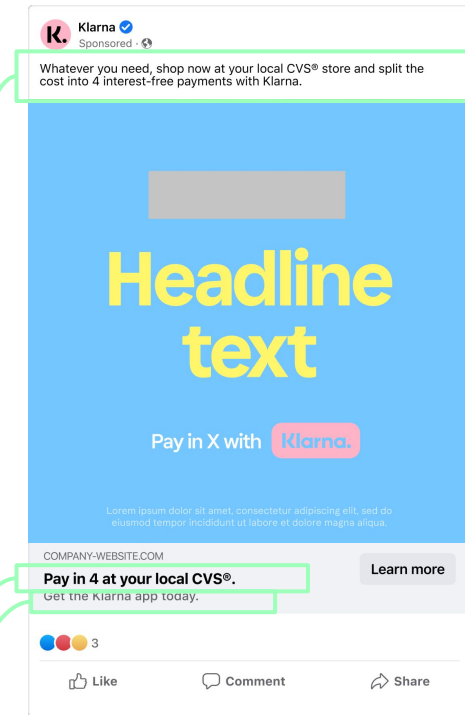 K.
Klarna
Sponsored ·
Whatever you need, shop now at your local CVS® store and split the
cost into 4 interest-free payments with Klarna.
Headline
text
Pay in X with Klarna.
Lorem ipsum dolor sit amet, consectetur adipiscing elit, sed do
eiusmod tempor incididunt ut labore et dolore magna aliqua.
COMPANY-WEBSITE.COM
Pay in 4 at your local CVS®.
Learn more
Get the Klarna app today.
3
Like Comment Share